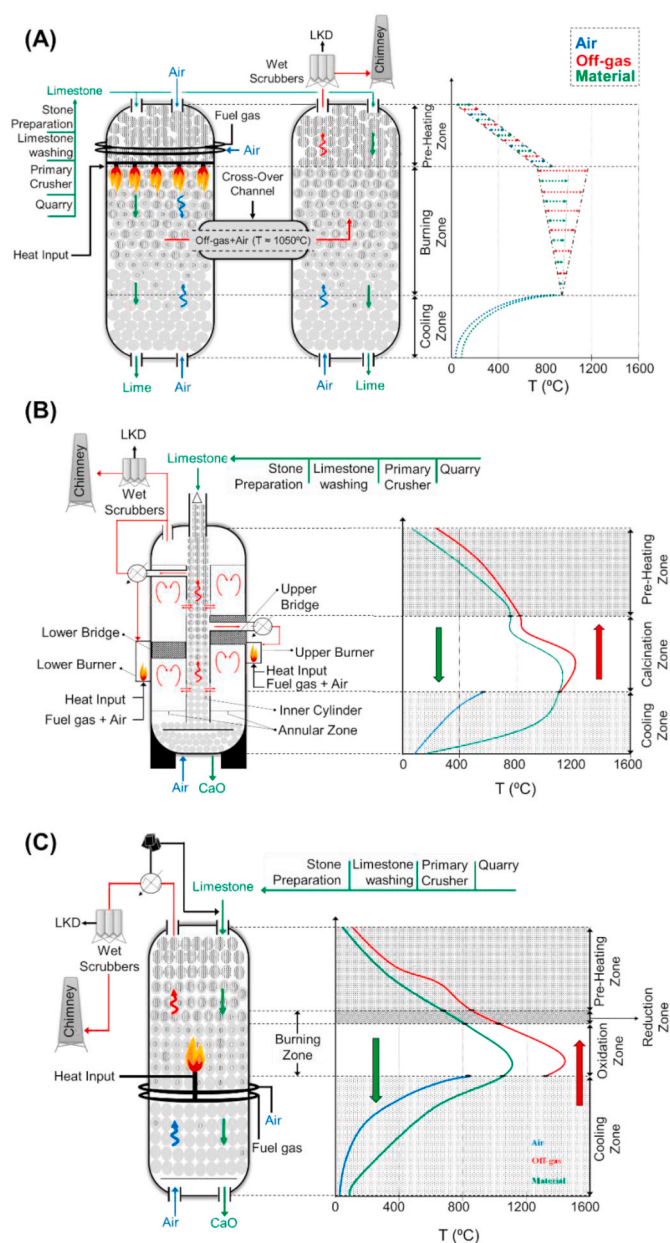 (A)
LKD
Chimney
Wet
Scrubbers
Air
Off-gas
Material
Air
Limestone
Fuel gas
Stone
Preparation
Air
Limestone
washing
Primary
Crusher
Quarry
Cross-Over
Channel
Heat Input
Off-gas+Air (T ≈ 1050ºC)
Pre-Heating
Zone
Burning
Zone
Cooling
Zone
Lime
Air
Air
Lime
0
400
800
1200
1600
T (ºC)
(B)
LKD
Chimney
Wet
Scrubbers
Limestone
Stone
Preparation
Limestone
washing
Primary
Crusher
Quarry
Upper
Bridge
Lower Bridge
Lower Burner
Upper Burner
Heat Input
Fuel gas + Air
Heat Input
Fuel gas + Air
Inner Cylinder
Annular Zone
Air
CaO
Pre-Heating
Zone
Calcination
Zone
Cooling
Zone
0
400
800
1200
1600
T (ºC)
(C)
Stone
Preparation
Limestone
washing
Primary
Crusher
Quarry
Limestone
LKD
Wet
Scrubbers
Chimney
Burning
Zone
Heat Input
Air
Fuel gas
Air
CaO
Pre-Heating
Zone
Reduction
Zone
Oxidation
Zone
Cooling
Zone
Air
Off-gas
Material
0
400
800
1200
1600
T (ºC)